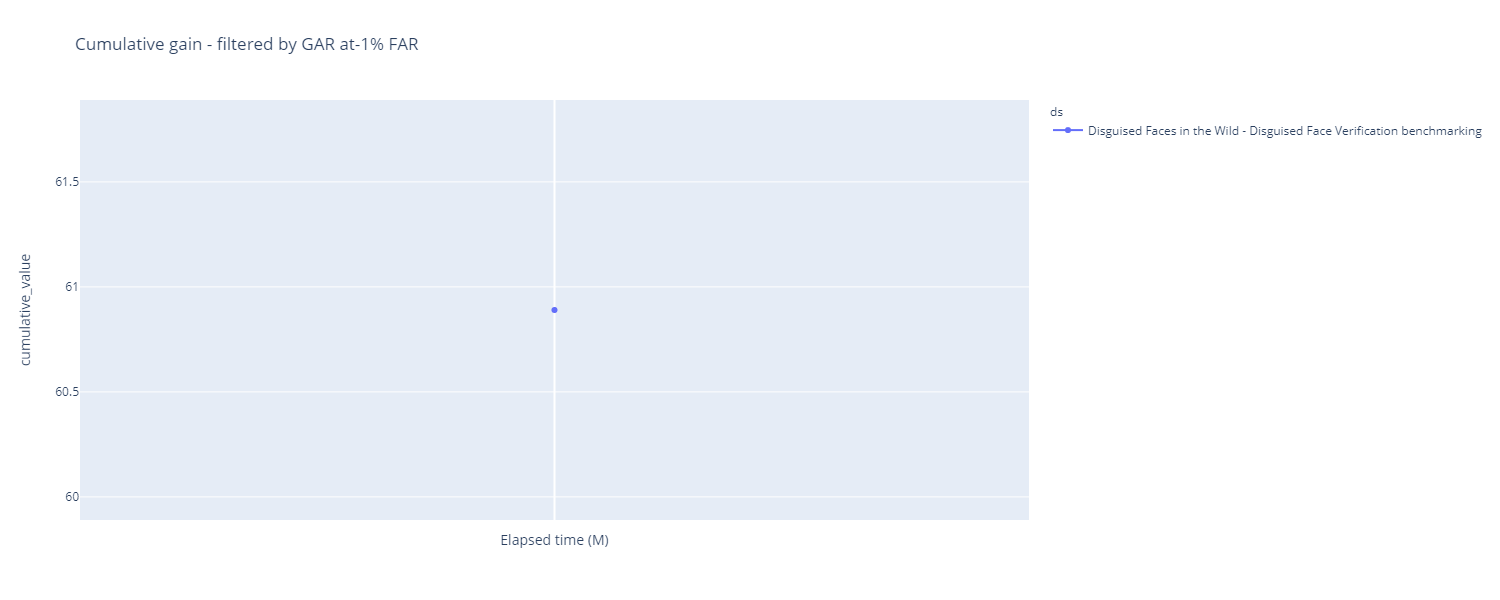 Cumulative gain - filtered by GAR at-1% FAR
ds
Disguised Faces in the Wild - Disguised Face Verification benchmarking
61.5
61
60.5
60
cumulative_value
Elapsed time (M)